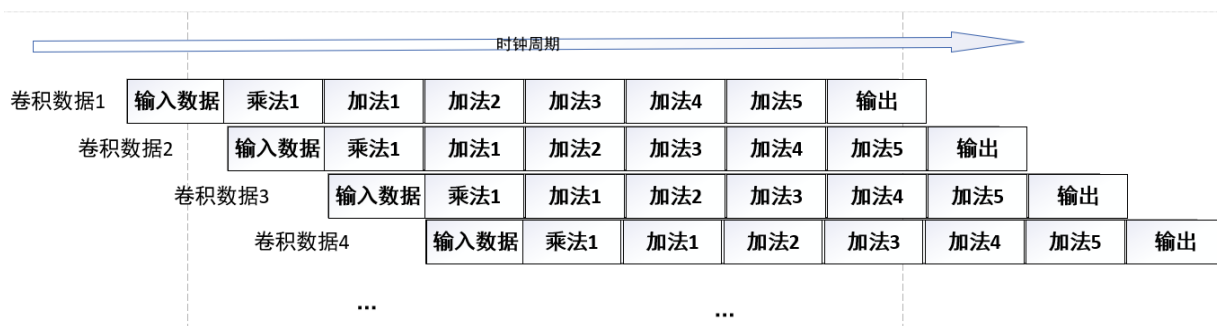 时钟周期
卷积数据1 输入数据 乘法1 加法1 加法2 加法3 加法4 加法5 输出
卷积数据2 输入数据 乘法1 加法1 加法2 加法3 加法4 加法5 输出
卷积数据3 输入数据 乘法1 加法1 加法2 加法3 加法4 加法5 输出
卷积数据4 输入数据 乘法1 加法1 加法2 加法3 加法4 加法5 输出
... ...